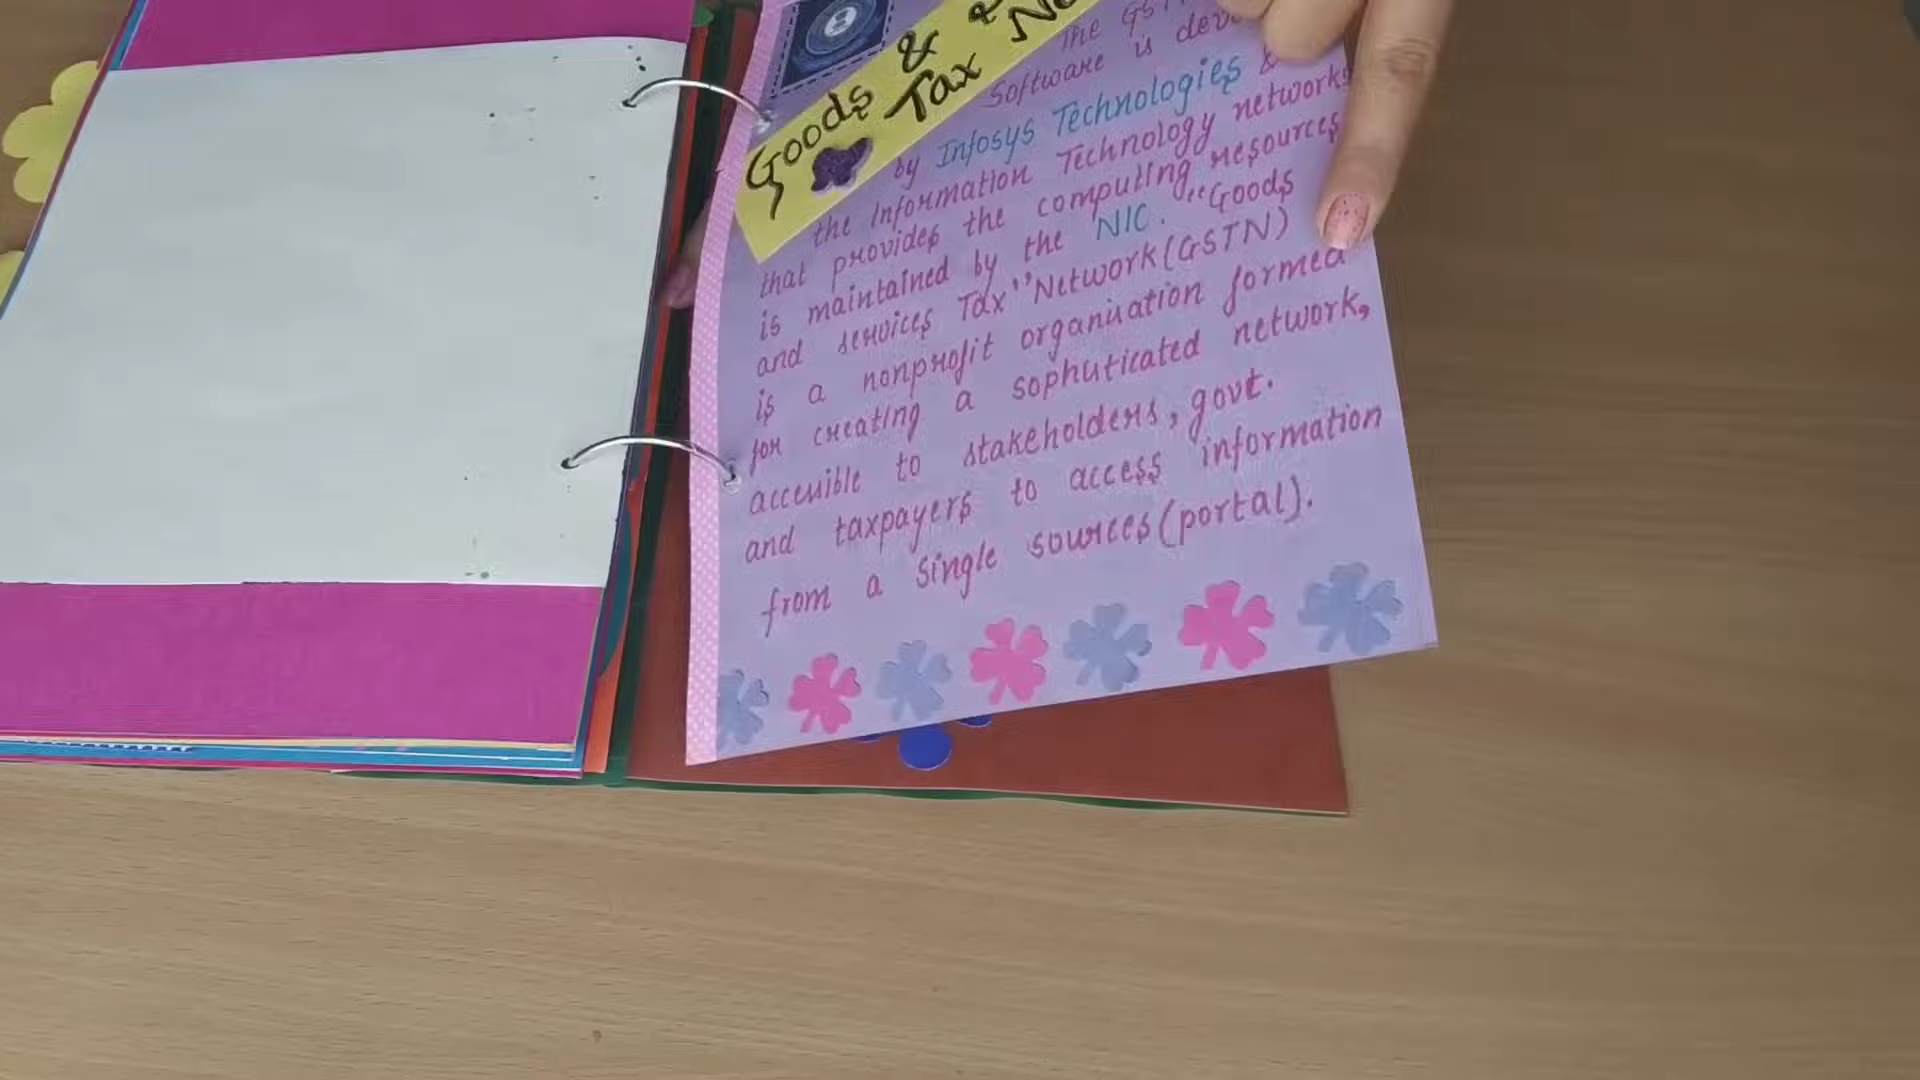 Goods &
Tax
the GST
Software is
by Infosys Technologies &
the Information Technology networks
that provides the computing resources
is maintained by the NIC. "Goods
and services Tax" Network (GSTN)
is a nonprofit organisation formed
for creating a sophisticated network,
accessible to stakeholders, govt.
and taxpayers to access information
from a single sources (portal).